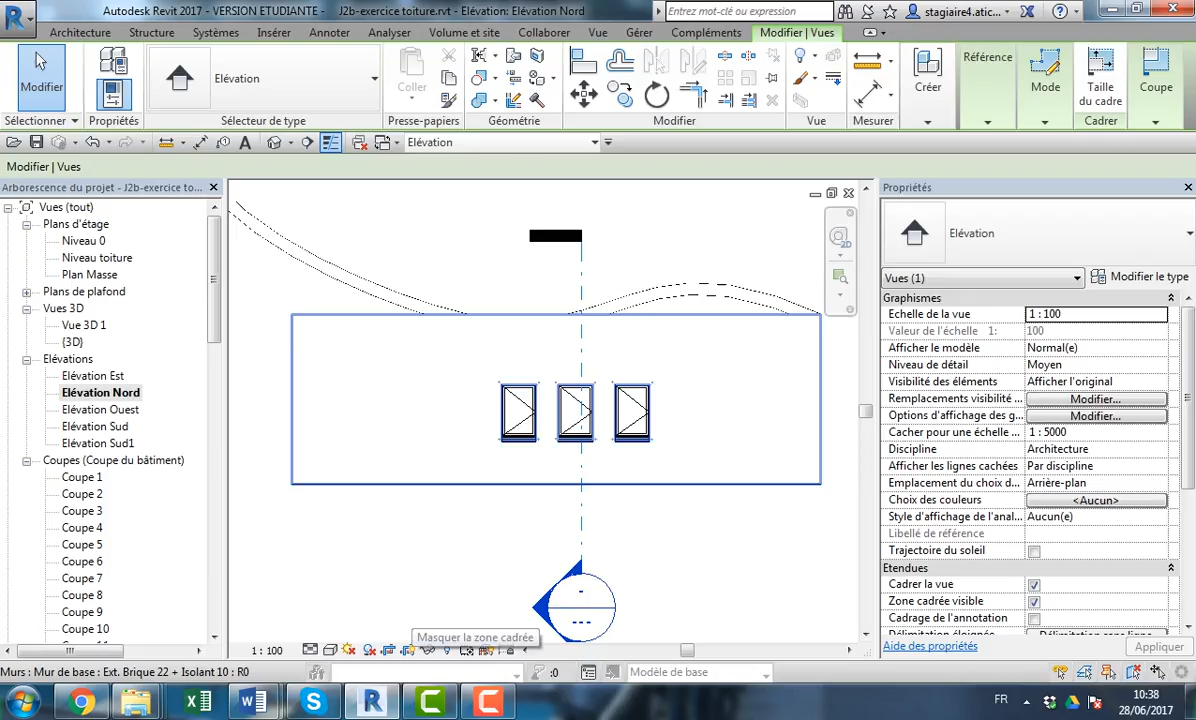 Autodesk Revit 2017 - VERSION ETUDIANTE - J2b-exercice toiture.rvt - Elévation: Elévation Nord
Entrez mot-clé ou expression
stagiaire4.atic...
Architecture Structure Systèmes Insérer Annoter Analyser Volume et site Collaborer Vue Gérer Compléments Modifier | Vues
Modifier
Elévation
Coller
Créer
Référence
Mode
Taille du cadre
Coupe
Sélectionner Propriétés Sélecteur de type Presse-papiers Géométrie Modifier Vue Mesurer Cadrer
Elévation
Modifier | Vues
Arborescence du projet - J2b-exercice to...
Vues (tout)
Plans d'étage
Niveau 0
Niveau toiture
Plan Masse
Plans de plafond
Vues 3D
Vue 3D 1
{3D}
Elévations
Elévation Est
Elévation Nord
Elévation Ouest
Elévation Sud
Elévation Sud1
Coupes (Coupe du bâtiment)
Coupe 1
Coupe 2
Coupe 3
Coupe 4
Coupe 5
Coupe 6
Coupe 7
Coupe 8
Coupe 9
Coupe 10
2D
-
---
Masquer la zone cadrée
1 : 100
Propriétés
Elévation
Vues (1)
Modifier le type
Graphismes
Echelle de la vue 1 : 100
Valeur de l'échelle 1: 100
Afficher le modèle Normal(e)
Niveau de détail Moyen
Visibilité des éléments Afficher l'original
Remplacements visibilité ... Modifier...
Options d'affichage des g... Modifier...
Cacher pour une échelle ... 1 : 5000
Discipline Architecture
Afficher les lignes cachées Par discipline
Emplacement du choix d... Arrière-plan
Choix des couleurs <Aucun>
Style d'affichage de l'anal... Aucun(e)
Libellé de référence
Trajectoire du soleil
Etendues
Cadrer la vue
Zone cadrée visible
Cadrage de l'annotation
Aide des propriétés
Appliquer
Murs : Mur de base : Ext. Brique 22 + Isolant 10 : R0
:0
Modèle de base
FR
10:38
28/06/2017